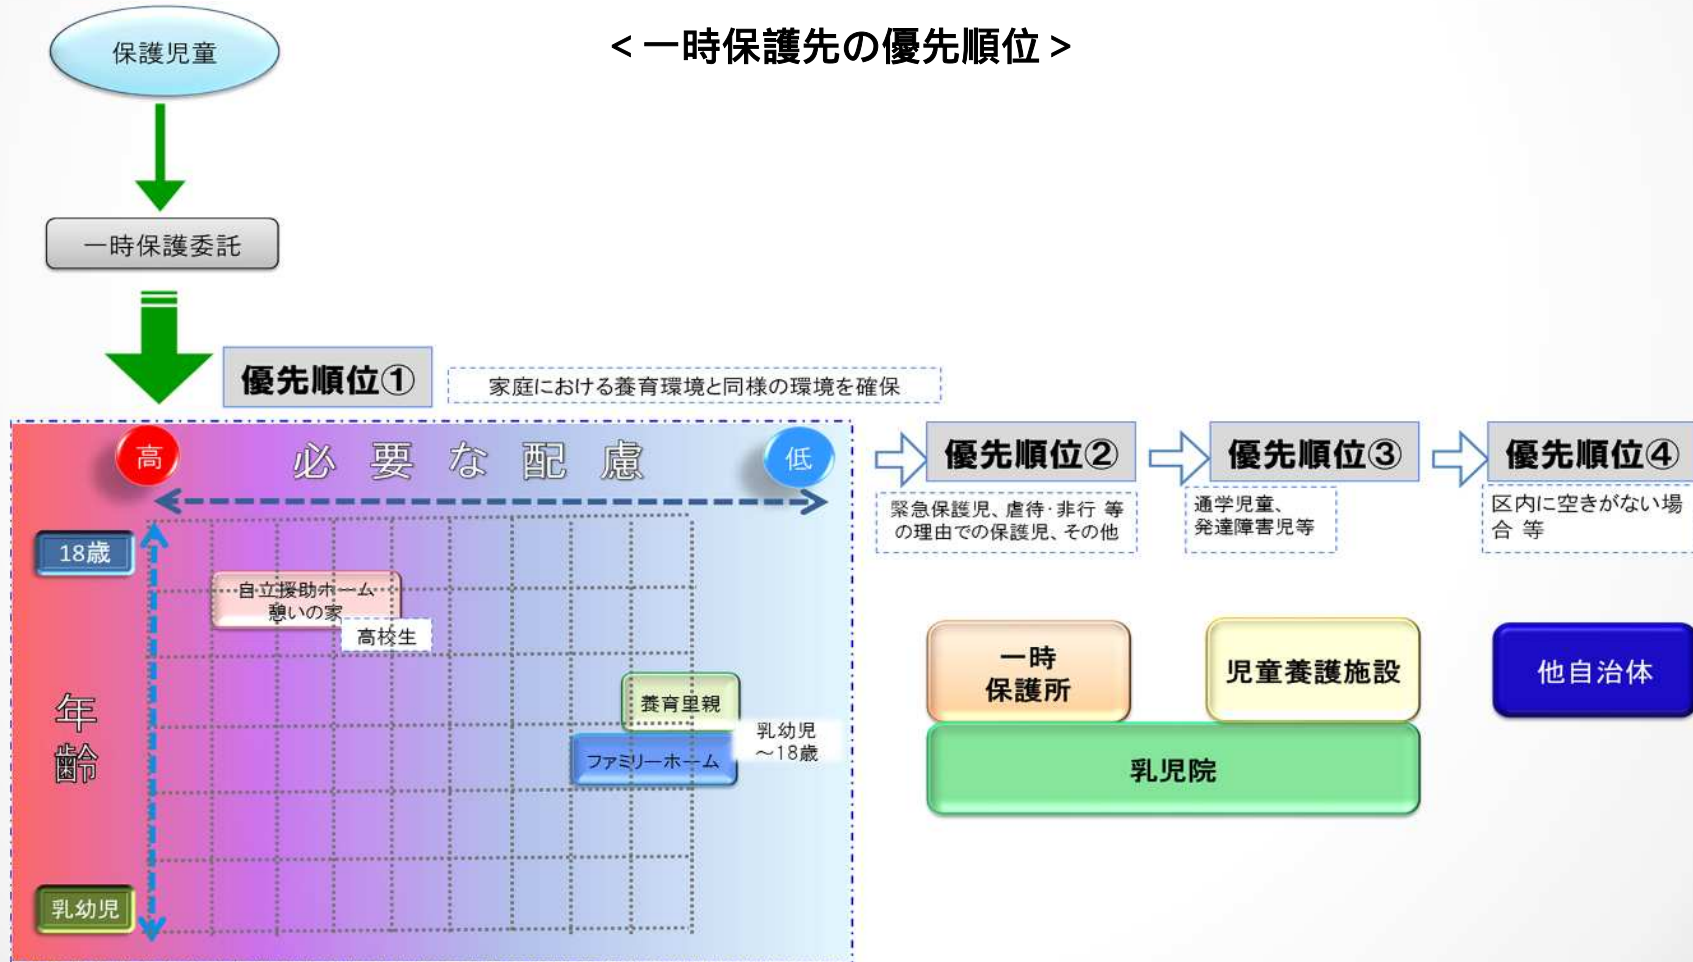 <一時保護先の優先順位>
保護児童
一時保護委託
優先順位①
家庭における養育環境と同様の環境を確保
高
必要な配慮
低
18歳
年齢
乳幼児
自立援助ホーム
憩いの家
高校生
養育里親
ファミリーホーム
乳幼児
～18歳
優先順位②
緊急保護児、虐待・非行 等
の理由での保護児、その他
優先順位③
通学児童、
発達障害児等
優先順位④
区内に空きがない場
合 等
一時
保護所
児童養護施設
他自治体
乳児院